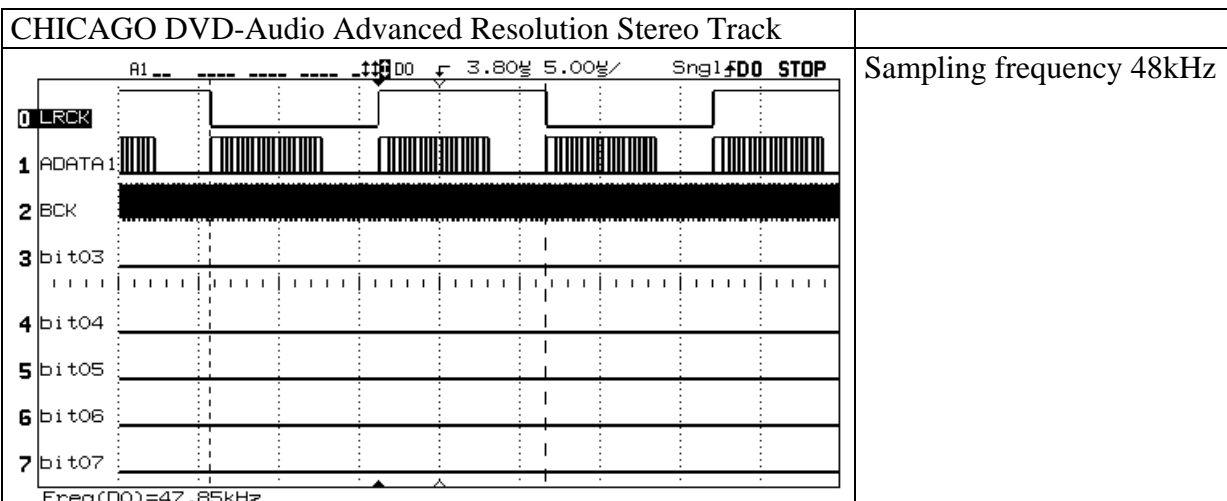 CHICAGO DVD-Audio Advanced Resolution Stereo Track
A1 D0 3.80 5.00 / Sngl D0 STOP
Sampling frequency 48kHz
0 LRCK
1 ADATA1
2 BCK
3 bit03
4 bit04
5 bit05
6 bit06
7 bit07
Freq(D0)=47.85kHz